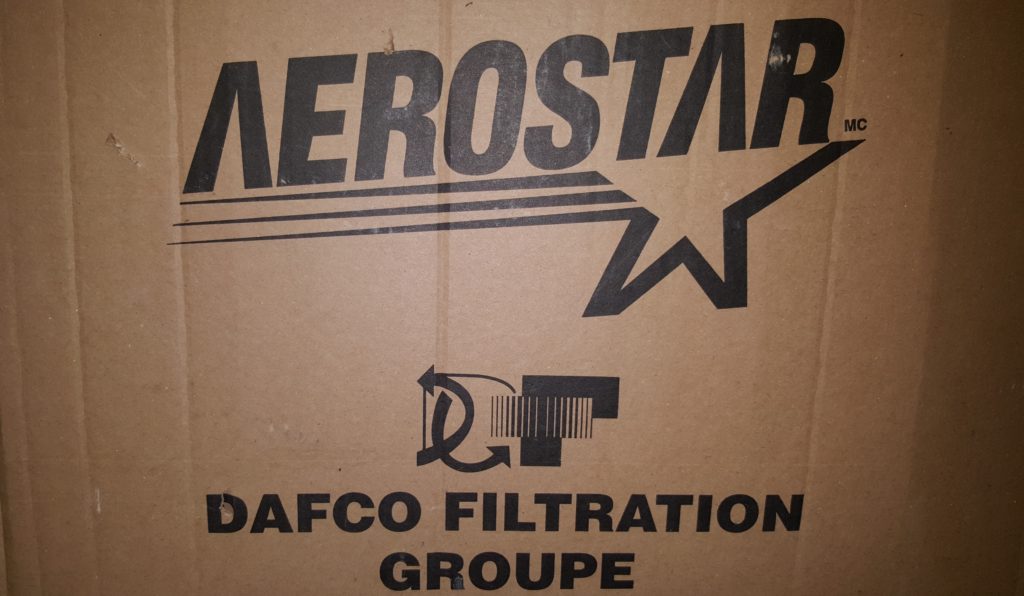 AEROSTAR MC
DAFCO FILTRATION
GROUPE